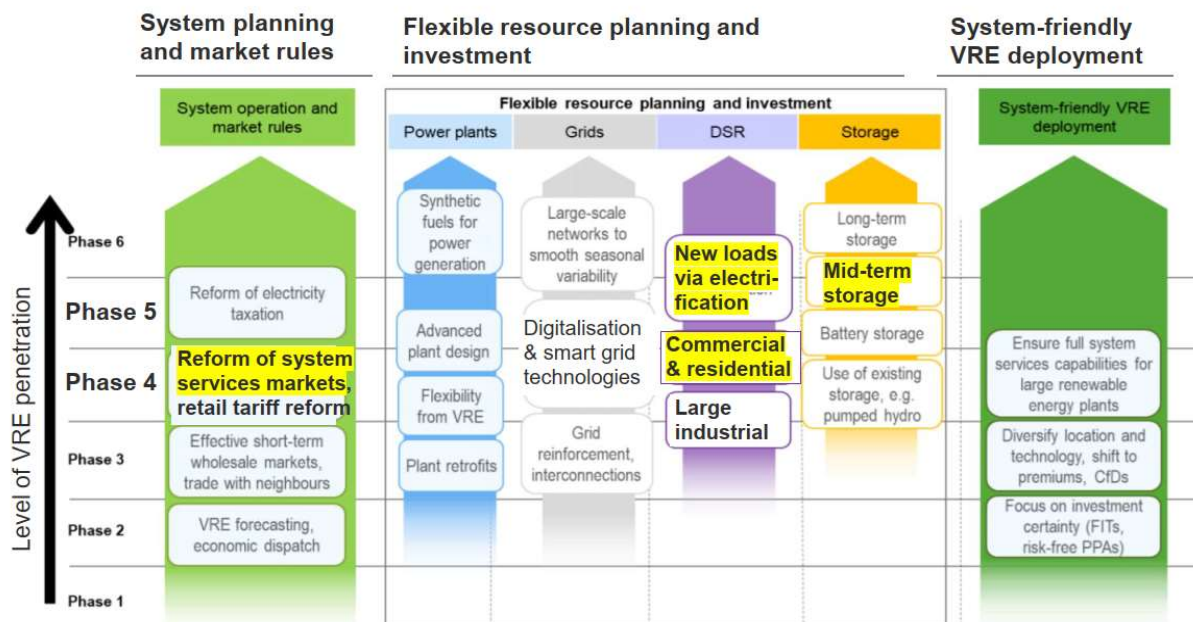 System planning
and market rules
Flexible resource planning and
investment
System-friendly
VRE deployment
System operation and
market rules
Flexible resource planning and investment
Power plants
Grids
DSR
Storage
System-friendly VRE
deployment
Level of VRE penetration
Phase 6
Phase 5
Phase 4
Phase 3
Phase 2
Phase 1
Reform of electricity
taxation
Reform of system
services markets,
retail tariff reform
Effective short-term
wholesale markets,
trade with neighbours
VRE forecasting,
economic dispatch
Synthetic
fuels for
power
generation
Advanced
plant design
Flexibility
from VRE
Plant retrofits
Large-scale
networks to
smooth seasonal
variability
Digitalisation
& smart grid
technologies
Grid
reinforcement,
interconnections
New loads
via electri-
fication
Commercial
& residential
Large
industrial
Long-term
storage
Mid-term
storage
Battery storage
Use of existing
storage, e.g.
pumped hydro
Ensure full system
services capabilities for
large renewable
energy plants
Diversify location and
technology, shift to
premiums, CfDs
Focus on investment
certainty (FITs,
risk-free PPAs)